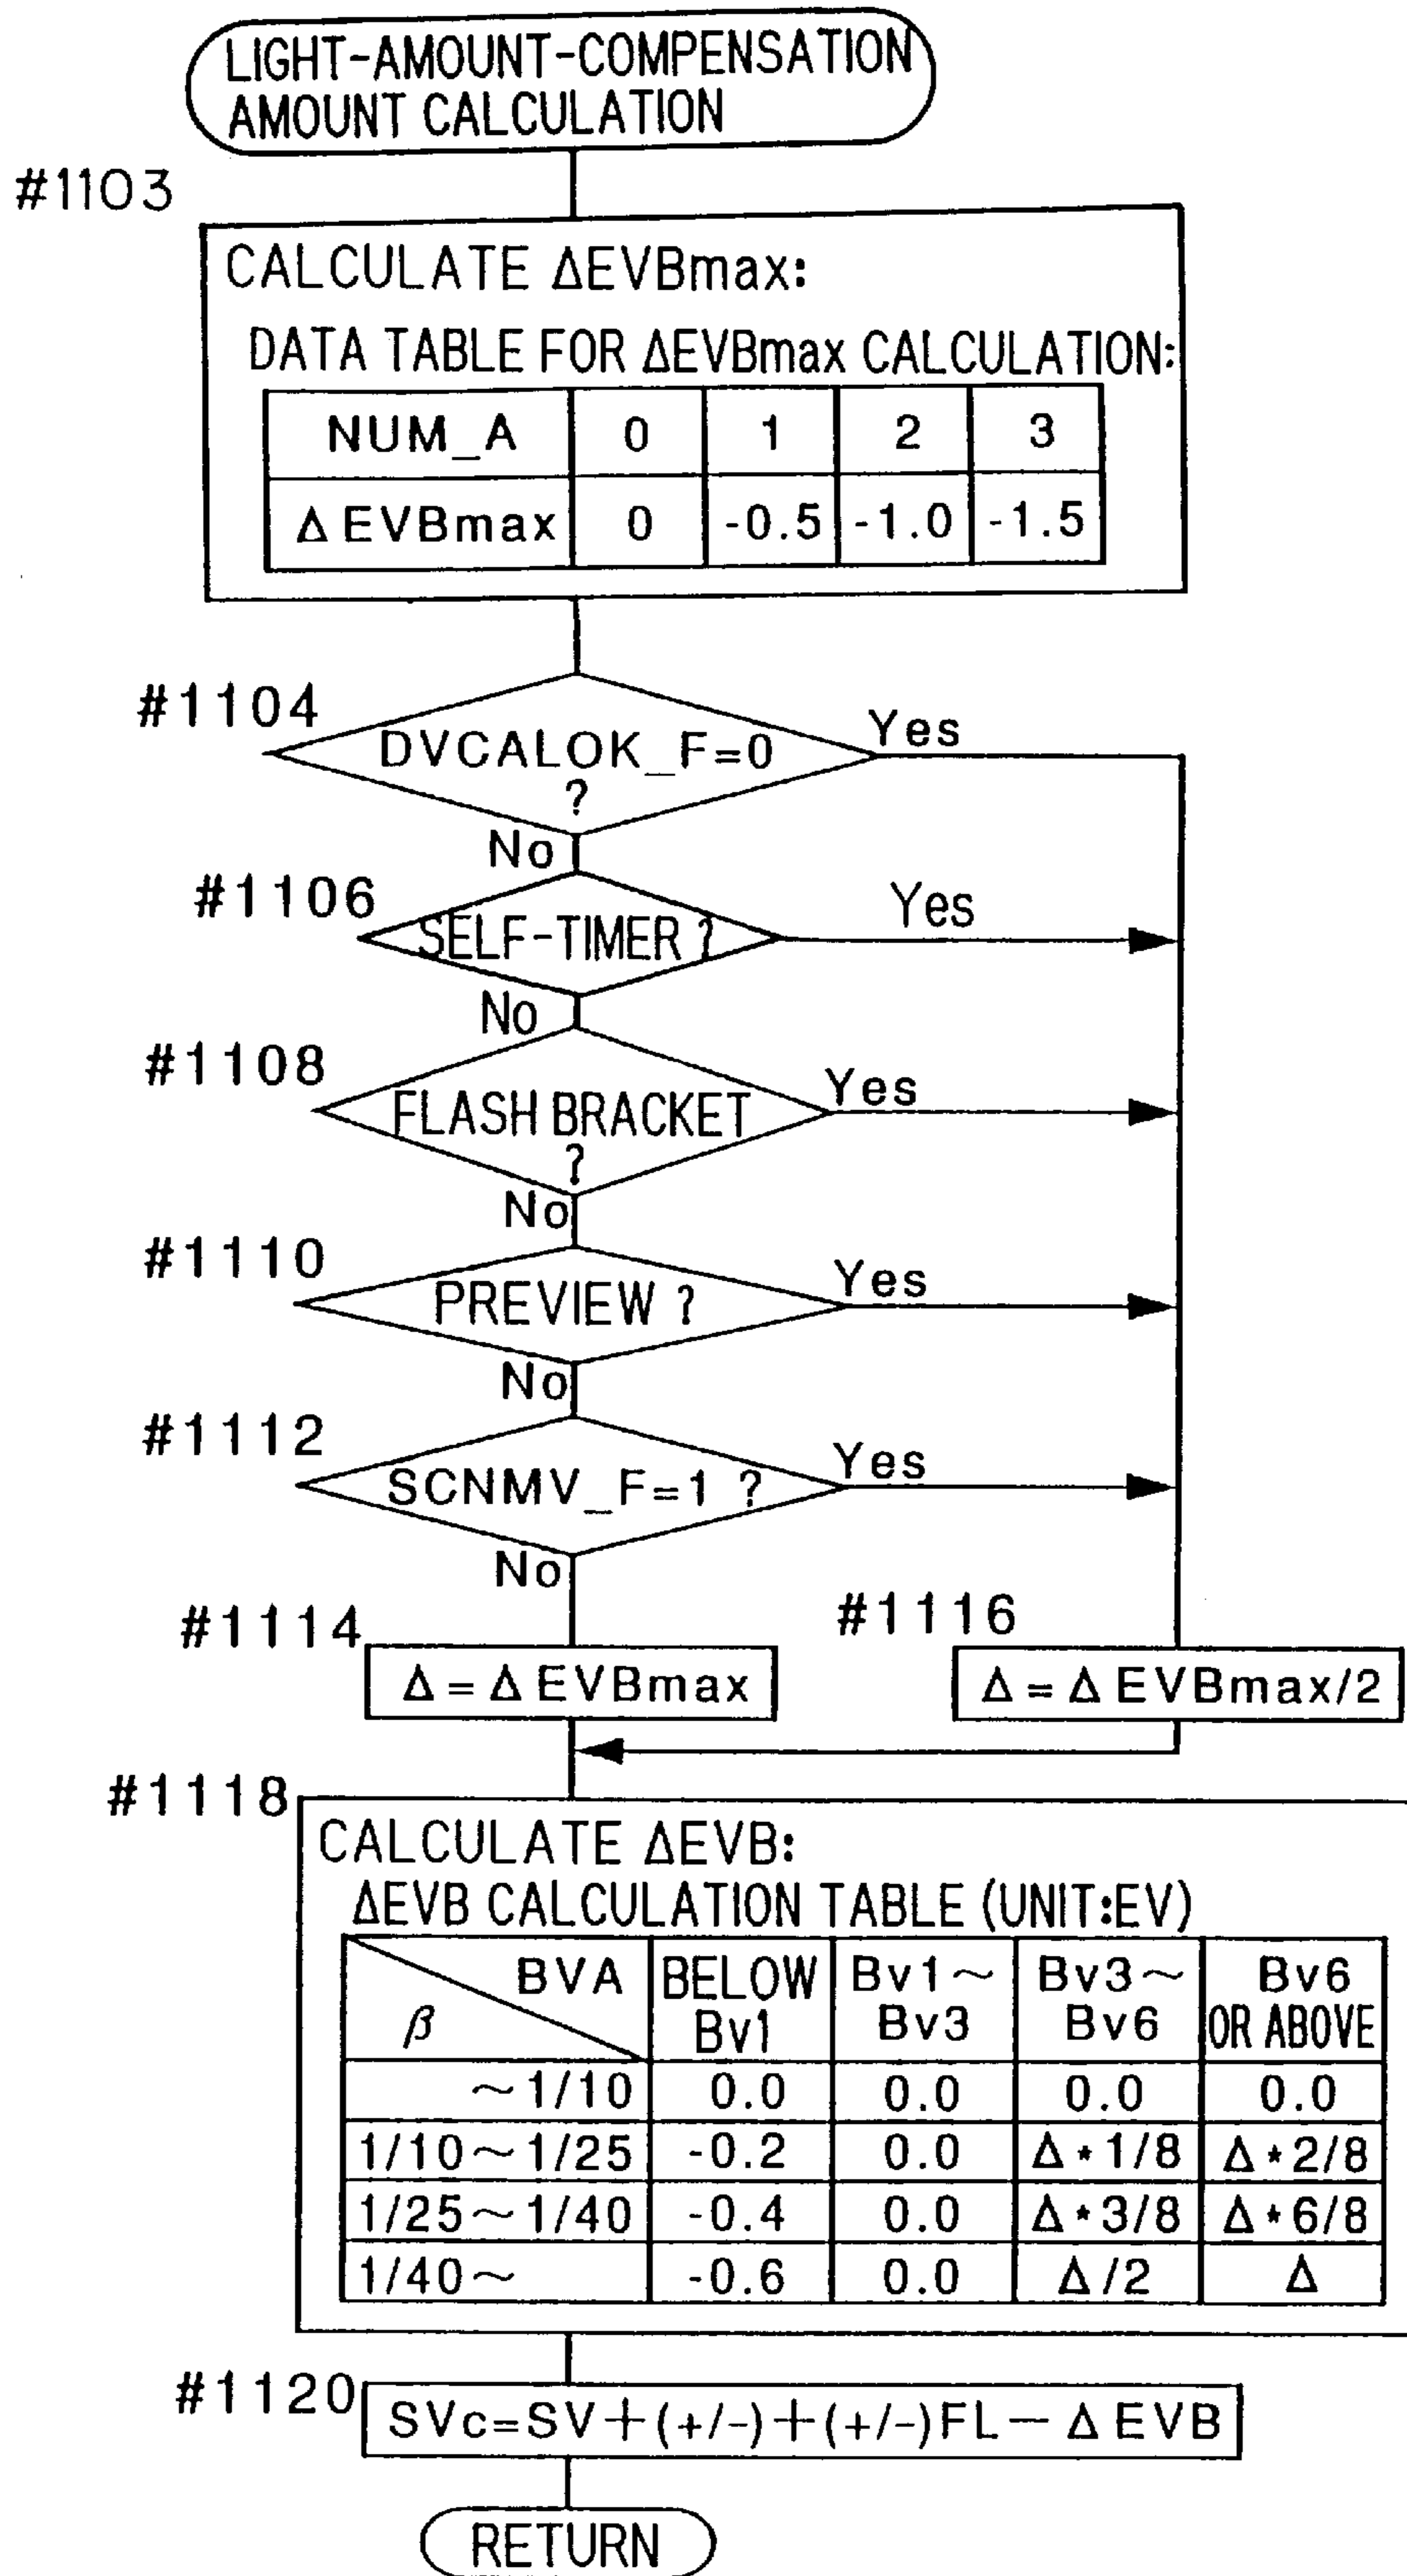 LIGHT-AMOUNT-COMPENSATION
AMOUNT CALCULATION
#1103
CALCULATE ΔEVBmax:
DATA TABLE FOR ΔEVBmax CALCULATION:
NUM_A 0 1 2 3
Δ EVBmax 0 -0.5 -1.0 -1.5
#1104
DVCALOK_F=0
?
Yes
No
#1106
SELF-TIMER ?
Yes
No
#1108
FLASH BRACKET
?
Yes
No
#1110
PREVIEW ?
Yes
No
#1112
SCNMV_F=1 ?
Yes
No
#1114
Δ = Δ EVBmax
#1116
Δ = Δ EVBmax/2
#1118
CALCULATE ΔEVB:
ΔEVB CALCULATION TABLE (UNIT:EV)
BVA
β
BELOW
Bv1
Bv1~
Bv3
Bv3~
Bv6
Bv6
OR ABOVE
~1/10 0.0 0.0 0.0 0.0
1/10~1/25 -0.2 0.0 Δ*1/8 Δ*2/8
1/25~1/40 -0.4 0.0 Δ*3/8 Δ*6/8
1/40~ -0.6 0.0 Δ/2 Δ
#1120
SVc=SV+(+/-)+(+/-)FL-ΔEVB
RETURN